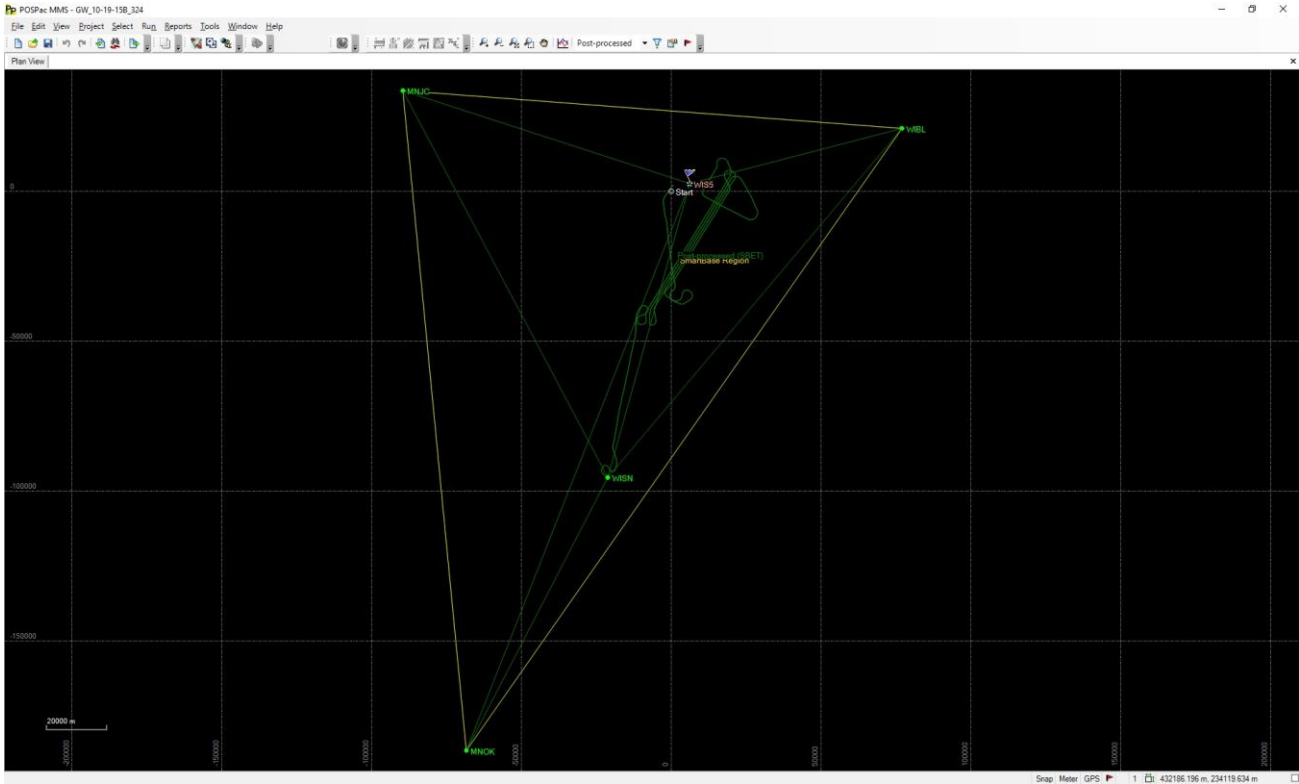 POSPac MMS - GW_10-19-15B_324
File Edit View Project Select Run Reports Tools Window Help
Post-processed
Plan View
MNJC
WIBL
WIS5
0
Start
Post-processed (SBET)
SmartBase Region
-50000
WISN
-100000
-150000
20000 m
MNOK
-200000
-150000
-100000
-50000
0
50000
100000
150000
200000
Snap Meter GPS 1 432186.196 m, 234119.634 m